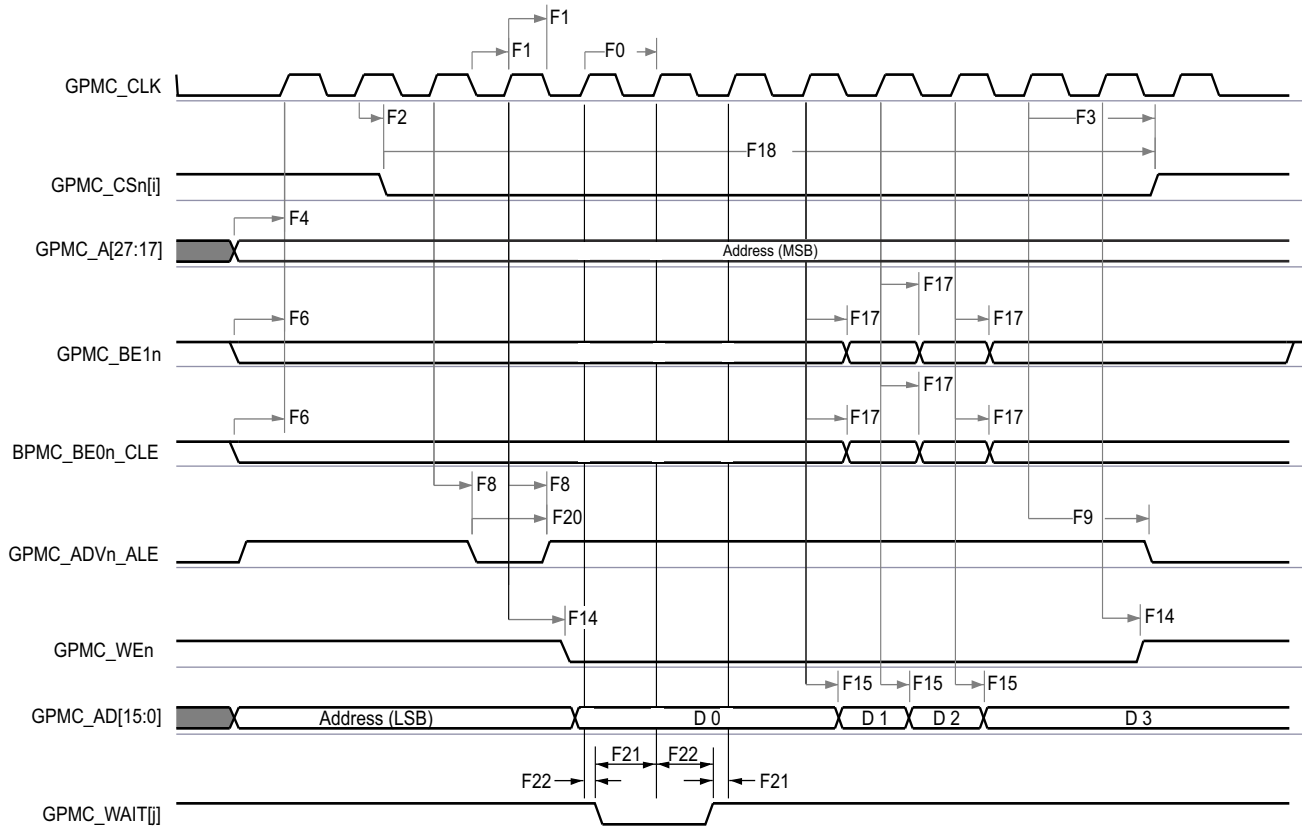 F1
F1 F0
GPMC_CLK
F2 F3
F18
GPMC_CSn[i]
F4
GPMC_A[27:17] Address (MSB)
F17
F6 F17 F17
GPMC_BE1n
F17
F6 F17 F17
BPMC_BE0n_CLE
F8 F8
F20 F9
GPMC_ADVn_ALE
F14 F14
GPMC_WEn
F15 F15 F15
GPMC_AD[15:0] Address (LSB) D 0 D 1 D 2 D 3
F21 F22
F22 F21
GPMC_WAIT[j]